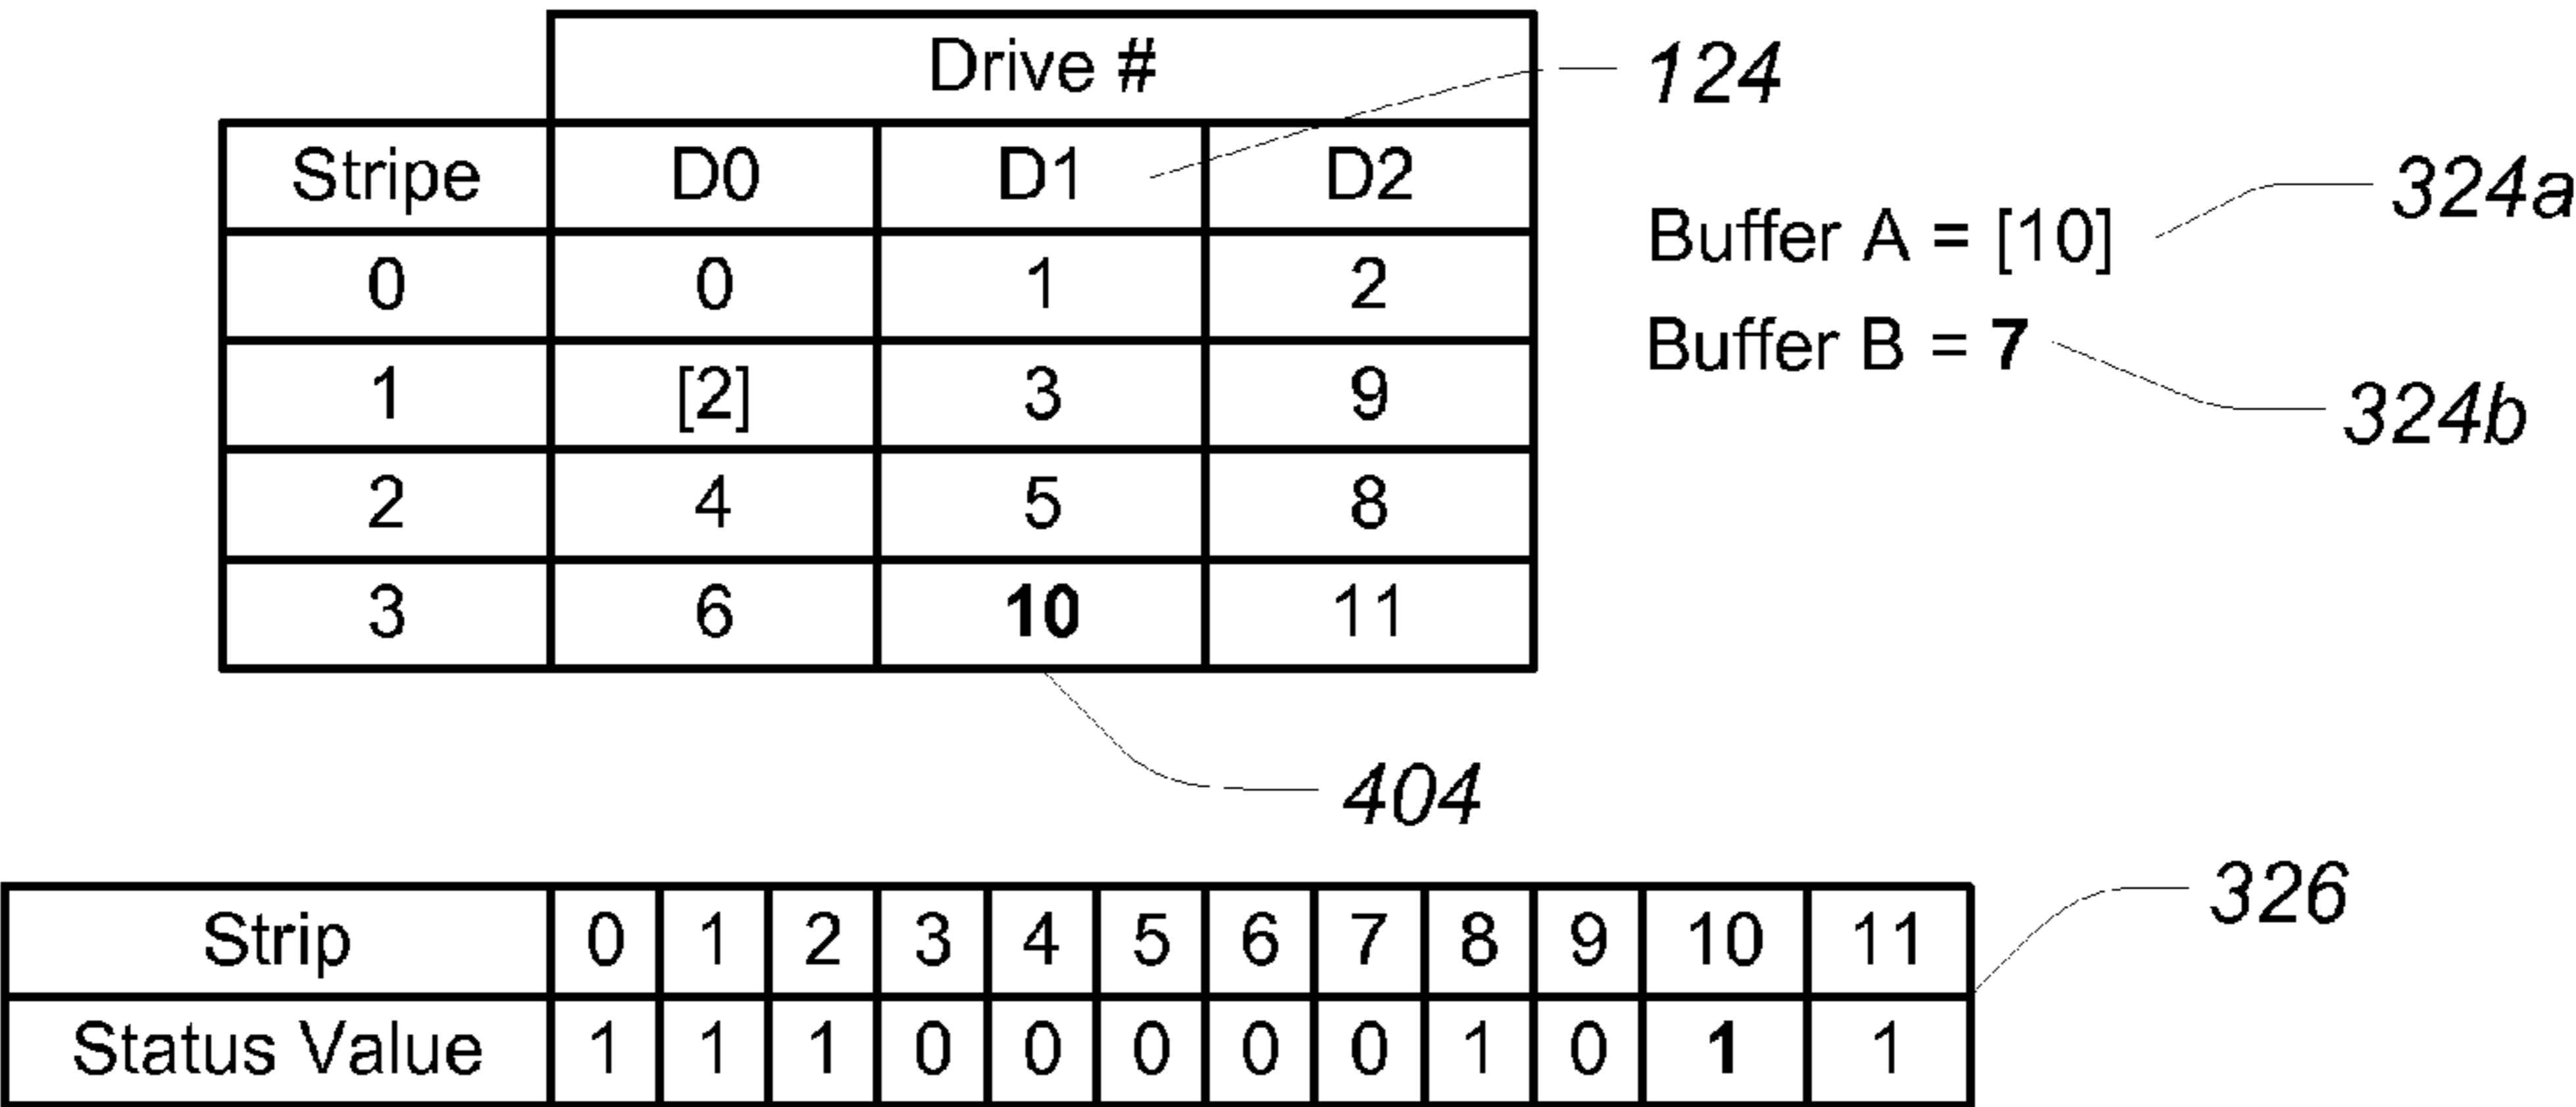 Drive #
124
Stripe D0 D1 D2
324a
Buffer A = [10]
0 0 1 2
Buffer B = 7
1 [2] 3 9
324b
2 4 5 8
3 6 10 11
404
326
Strip 0 1 2 3 4 5 6 7 8 9 10 11
Status Value 1 1 1 0 0 0 0 0 1 0 1 1